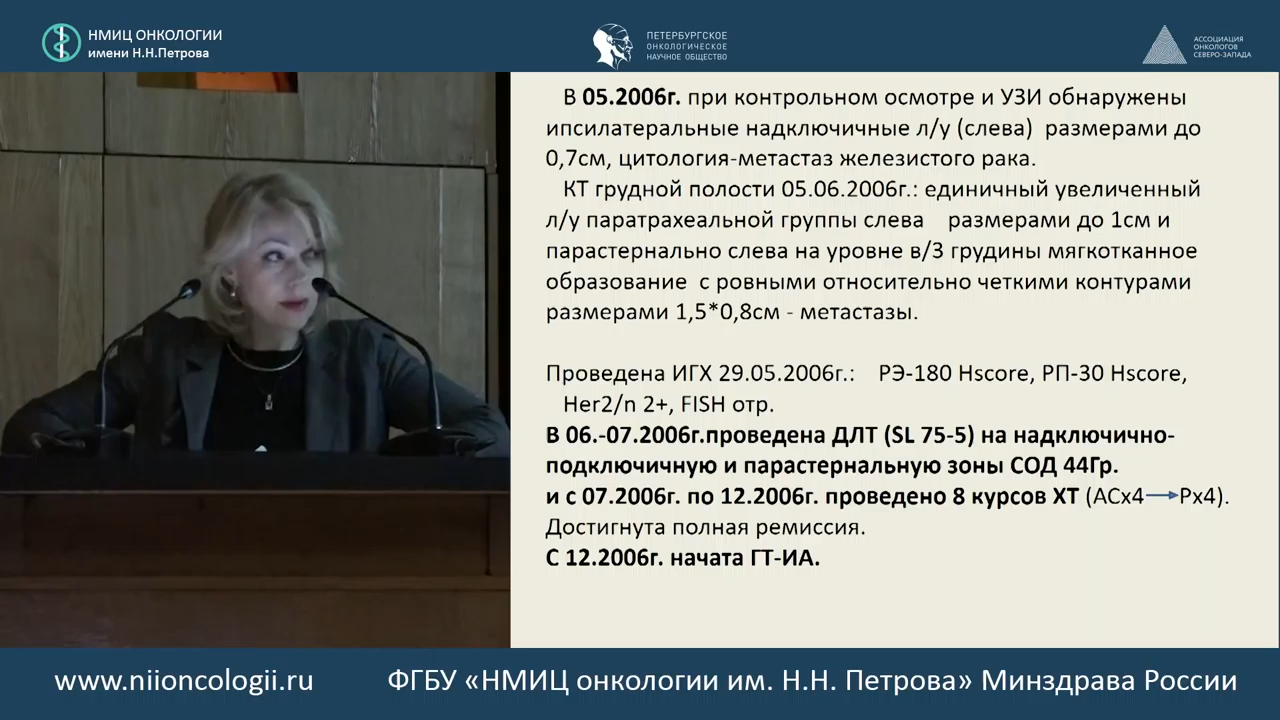 НМИЦ ОНКОЛОГИИ
имени Н.Н.Петрова
ПЕТЕРБУРГСКОЕ
ОНКОЛОГИЧЕСКОЕ
НАУЧНОЕ ОБЩЕСТВО
АССОЦИАЦИЯ
ОНКОЛОГОВ
СЕВЕРО-ЗАПАДА
В 05.2006г. при контрольном осмотре и УЗИ обнаружены
ипсилатеральные надключичные л/у (слева) размерами до
0,7см, цитология-метастаз железистого рака.
КТ грудной полости 05.06.2006г.: единичный увеличенный
л/у паратрахеальной группы слева размерами до 1см и
парастернально слева на уровне в/3 грудины мягкотканное
образование с ровными относительно четкими контурами
размерами 1,5*0,8см - метастазы.
Проведена ИГХ 29.05.2006г.: РЭ-180 Hscore, РП-30 Hscore,
Her2/n 2+, FISH отр.
В 06.-07.2006г.проведена ДЛТ (SL 75-5) на надключично-
подключичную и парастернальную зоны СОД 44Гр.
и с 07.2006г. по 12.2006г. проведено 8 курсов ХТ (АСх4→Рх4).
Достигнута полная ремиссия.
С 12.2006г. начата ГТ-ИА.
www.niioncologii.ru
ФГБУ «НМИЦ онкологии им. Н.Н. Петрова» Минздрава России